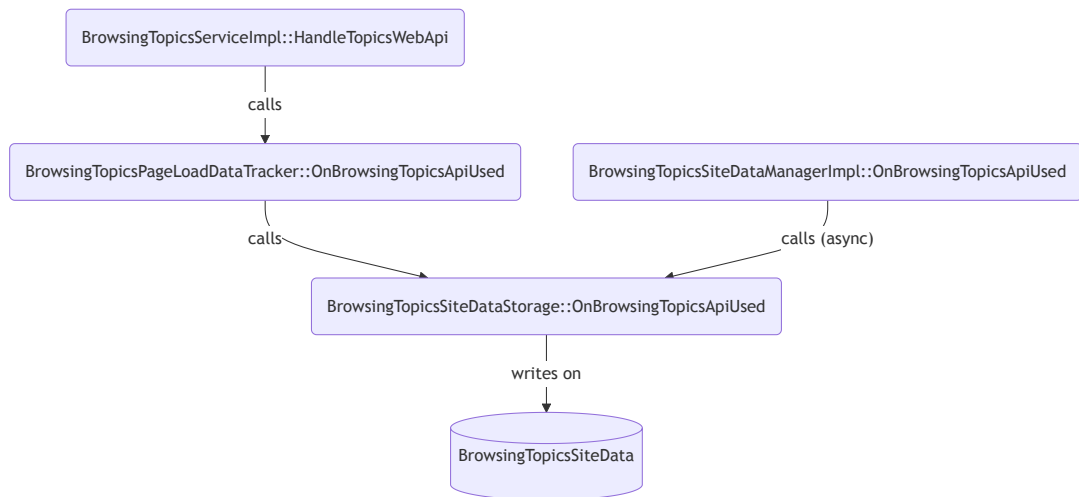 BrowsingTopicsServiceImpl::HandleTopicsWebApi
calls
BrowsingTopicsPageLoadDataTracker::OnBrowsingTopicsApiUsed
BrowsingTopicsSiteDataManagerImpl::OnBrowsingTopicsApiUsed
calls
calls (async)
BrowsingTopicsSiteDataStorage::OnBrowsingTopicsApiUsed
writes on
BrowsingTopicsSiteData